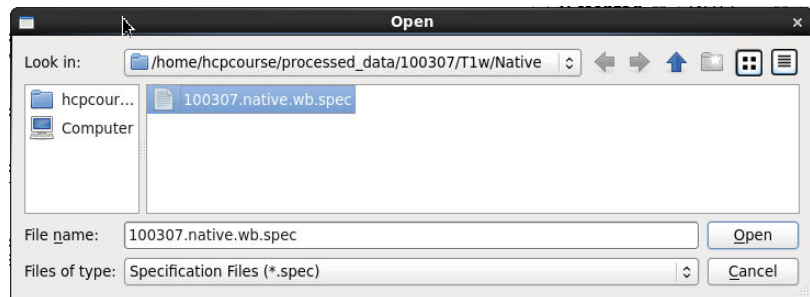 Open
Look in: /home/hcpcourse/processed_data/100307/T1w/Native
hcpcour... 100307.native.wb.spec
Computer
File name: 100307.native.wb.spec Open
Files of type: Specification Files (*.spec) Cancel